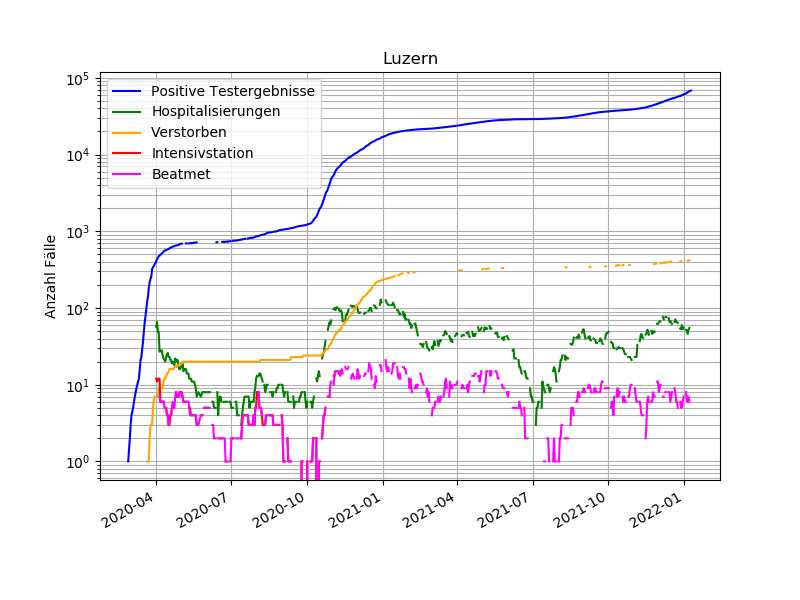 Luzern
Positive Testergebnisse
Hospitalisierungen
Verstorben
Intensivstation
Beatmet
Anzahl Fälle
10^5
10^4
10^3
10^2
10^1
10^0
2020-04
2020-07
2020-10
2021-01
2021-04
2021-07
2021-10
2022-01